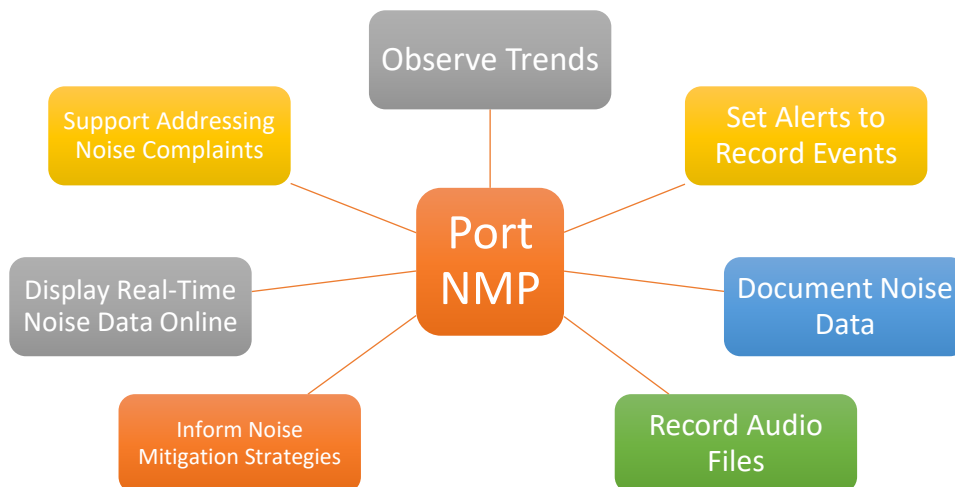 Observe Trends
Support Addressing
Noise Complaints
Set Alerts to
Record Events
Port
NMP
Display Real-Time
Noise Data Online
Document Noise
Data
Inform Noise
Mitigation Strategies
Record Audio
Files